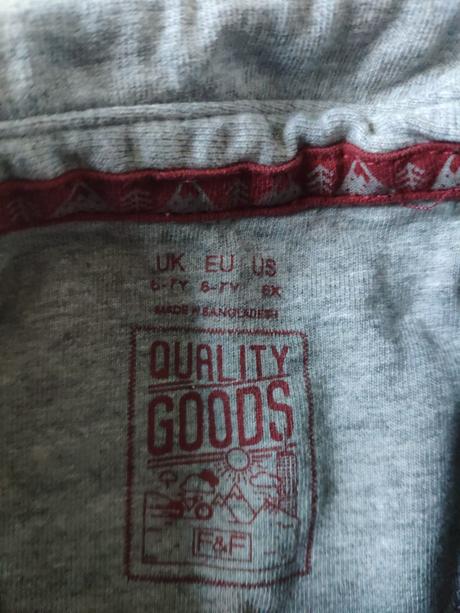 UK EU US
6-7Y 6-7Y 6X
MADE IN BANGLADESH
QUALITY
GOODS
F&F